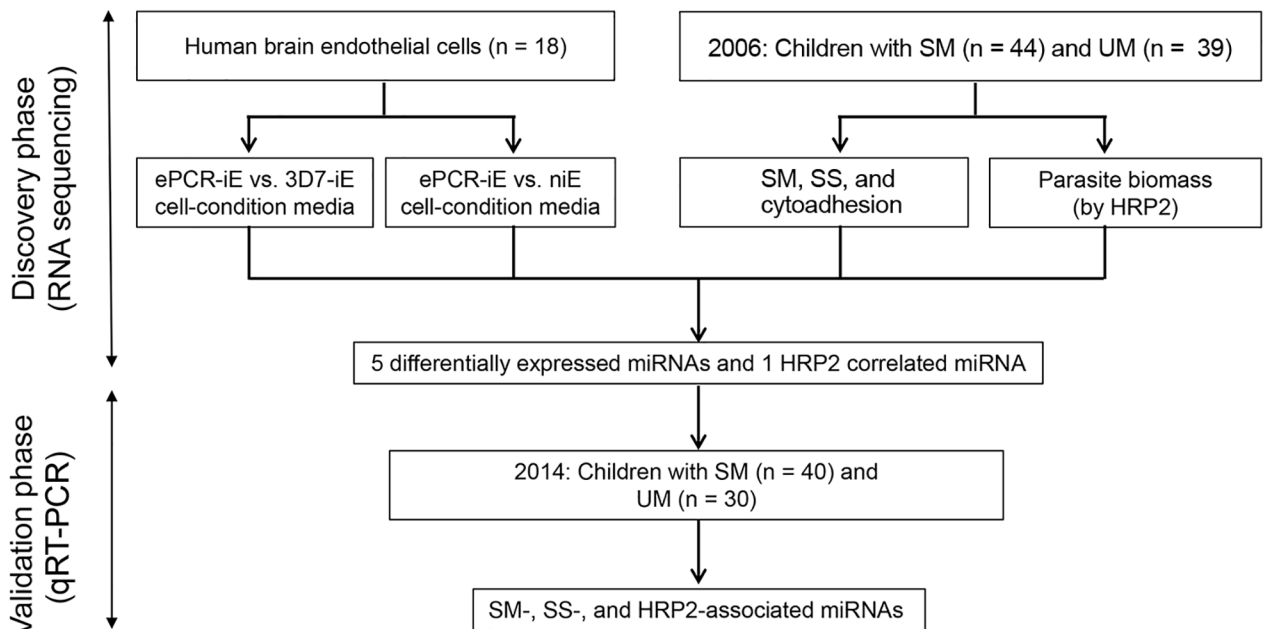 Discovery phase
(RNA sequencing)
Human brain endothelial cells (n = 18)
2006: Children with SM (n = 44) and UM (n = 39)
ePCR-iE vs. 3D7-iE
cell-condition media
ePCR-iE vs. niE
cell-condition media
SM, SS, and
cytoadhesion
Parasite biomass
(by HRP2)
5 differentially expressed miRNAs and 1 HRP2 correlated miRNA
Validation phase
(qRT-PCR)
2014: Children with SM (n = 40) and
UM (n = 30)
SM-, SS-, and HRP2-associated miRNAs